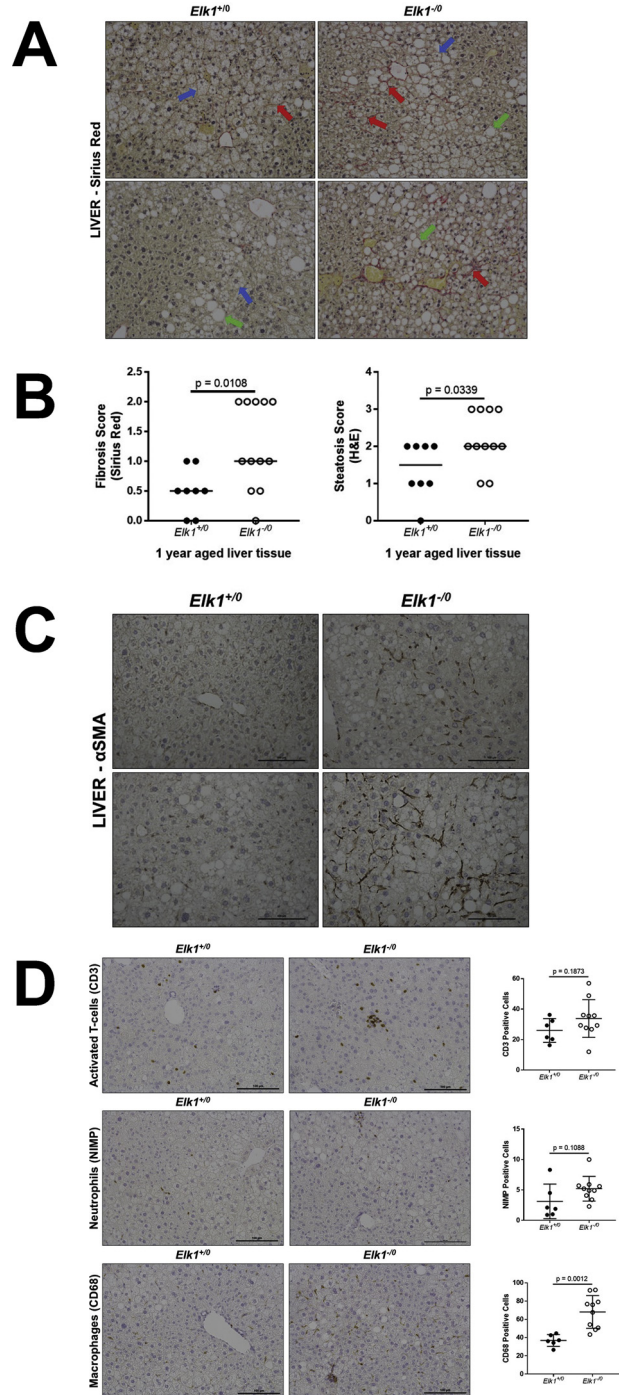 A
Elk1+/0
Elk1-/0
LIVER - Sirius Red
B
p = 0.0108
2.5
2.0
1.5
1.0
0.5
0.0
Fibrosis Score
(Sirius Red)
Elk1+/0
Elk1-/0
1 year aged liver tissue
p = 0.0339
4
3
2
1
0
Steatosis Score
(H&E)
Elk1+/0
Elk1-/0
1 year aged liver tissue
C
Elk1+/0
Elk1-/0
LIVER - αSMA
D
Elk1+/0
Elk1-/0
Activated T-cells (CD3)
100 µm
100 µm
p = 0.1873
60
40
20
0
CD3 Positive Cells
Elk1+/0
Elk1-/0
Elk1+/0
Elk1-/0
Neutrophils (NIMP)
p = 0.1088
15
10
5
0
NIMP Positive Cells
Elk1+/0
Elk1-/0
Elk1+/0
Elk1-/0
Macrophages (CD68)
p = 0.0012
100
80
60
40
20
0
CD68 Positive Cells
Elk1+/0
Elk1-/0